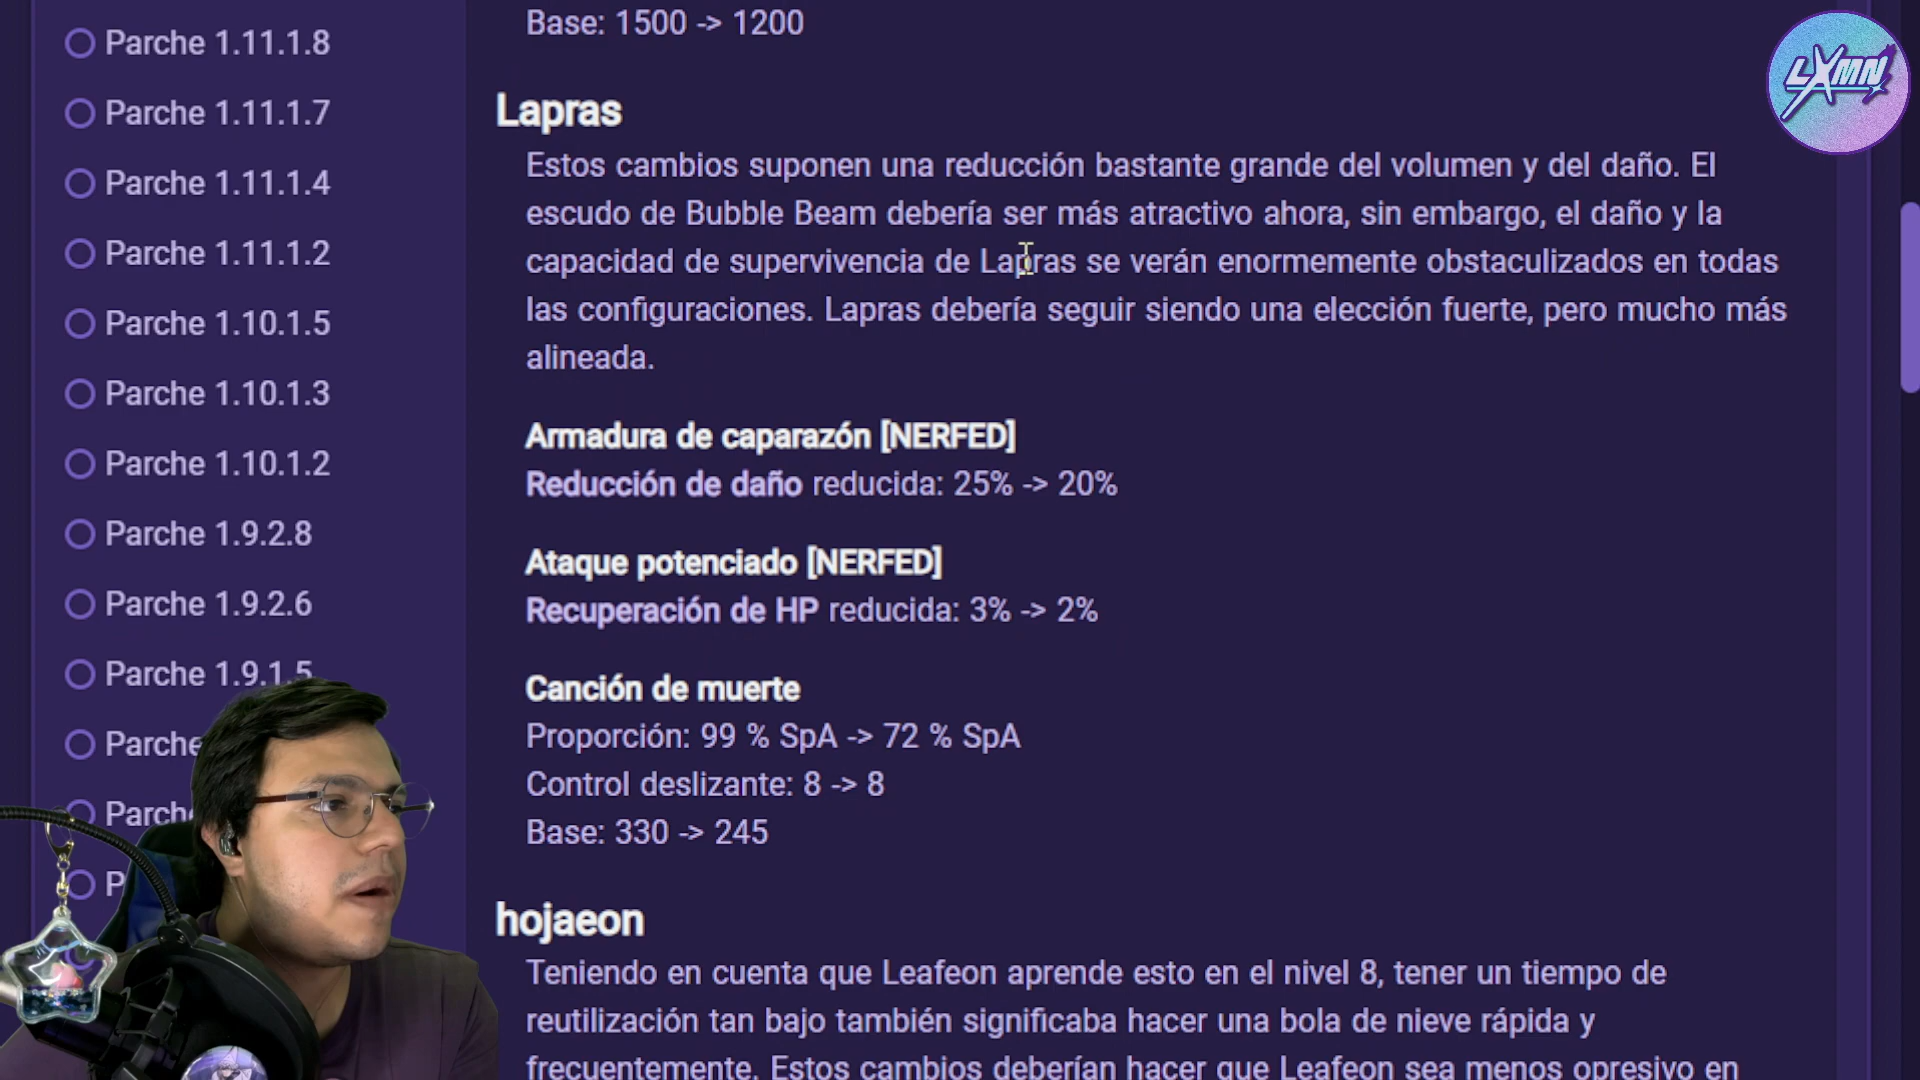 Parche 1.11.1.8
Parche 1.11.1.7
Parche 1.11.1.4
Parche 1.11.1.2
Parche 1.10.1.5
Parche 1.10.1.3
Parche 1.10.1.2
Parche 1.9.2.8
Parche 1.9.2.6
Parche 1.9.1.5
Parche
Base: 1500 -> 1200
Lapras
Estos cambios suponen una reducción bastante grande del volumen y del daño. El
escudo de Bubble Beam debería ser más atractivo ahora, sin embargo, el daño y la
capacidad de supervivencia de Lapras se verán enormemente obstaculizados en todas
las configuraciones. Lapras debería seguir siendo una elección fuerte, pero mucho más
alineada.
Armadura de caparazón [NERFED]
Reducción de daño reducida: 25% -> 20%
Ataque potenciado [NERFED]
Recuperación de HP reducida: 3% -> 2%
Canción de muerte
Proporción: 99 % SpA -> 72 % SpA
Control deslizante: 8 -> 8
Base: 330 -> 245
hojaeon
Teniendo en cuenta que Leafeon aprende esto en el nivel 8, tener un tiempo de
reutilización tan bajo también significaba hacer una bola de nieve rápida y
frecuentemente. Estos cambios deberían hacer que Leafeon sea menos opresivo en
LXMN